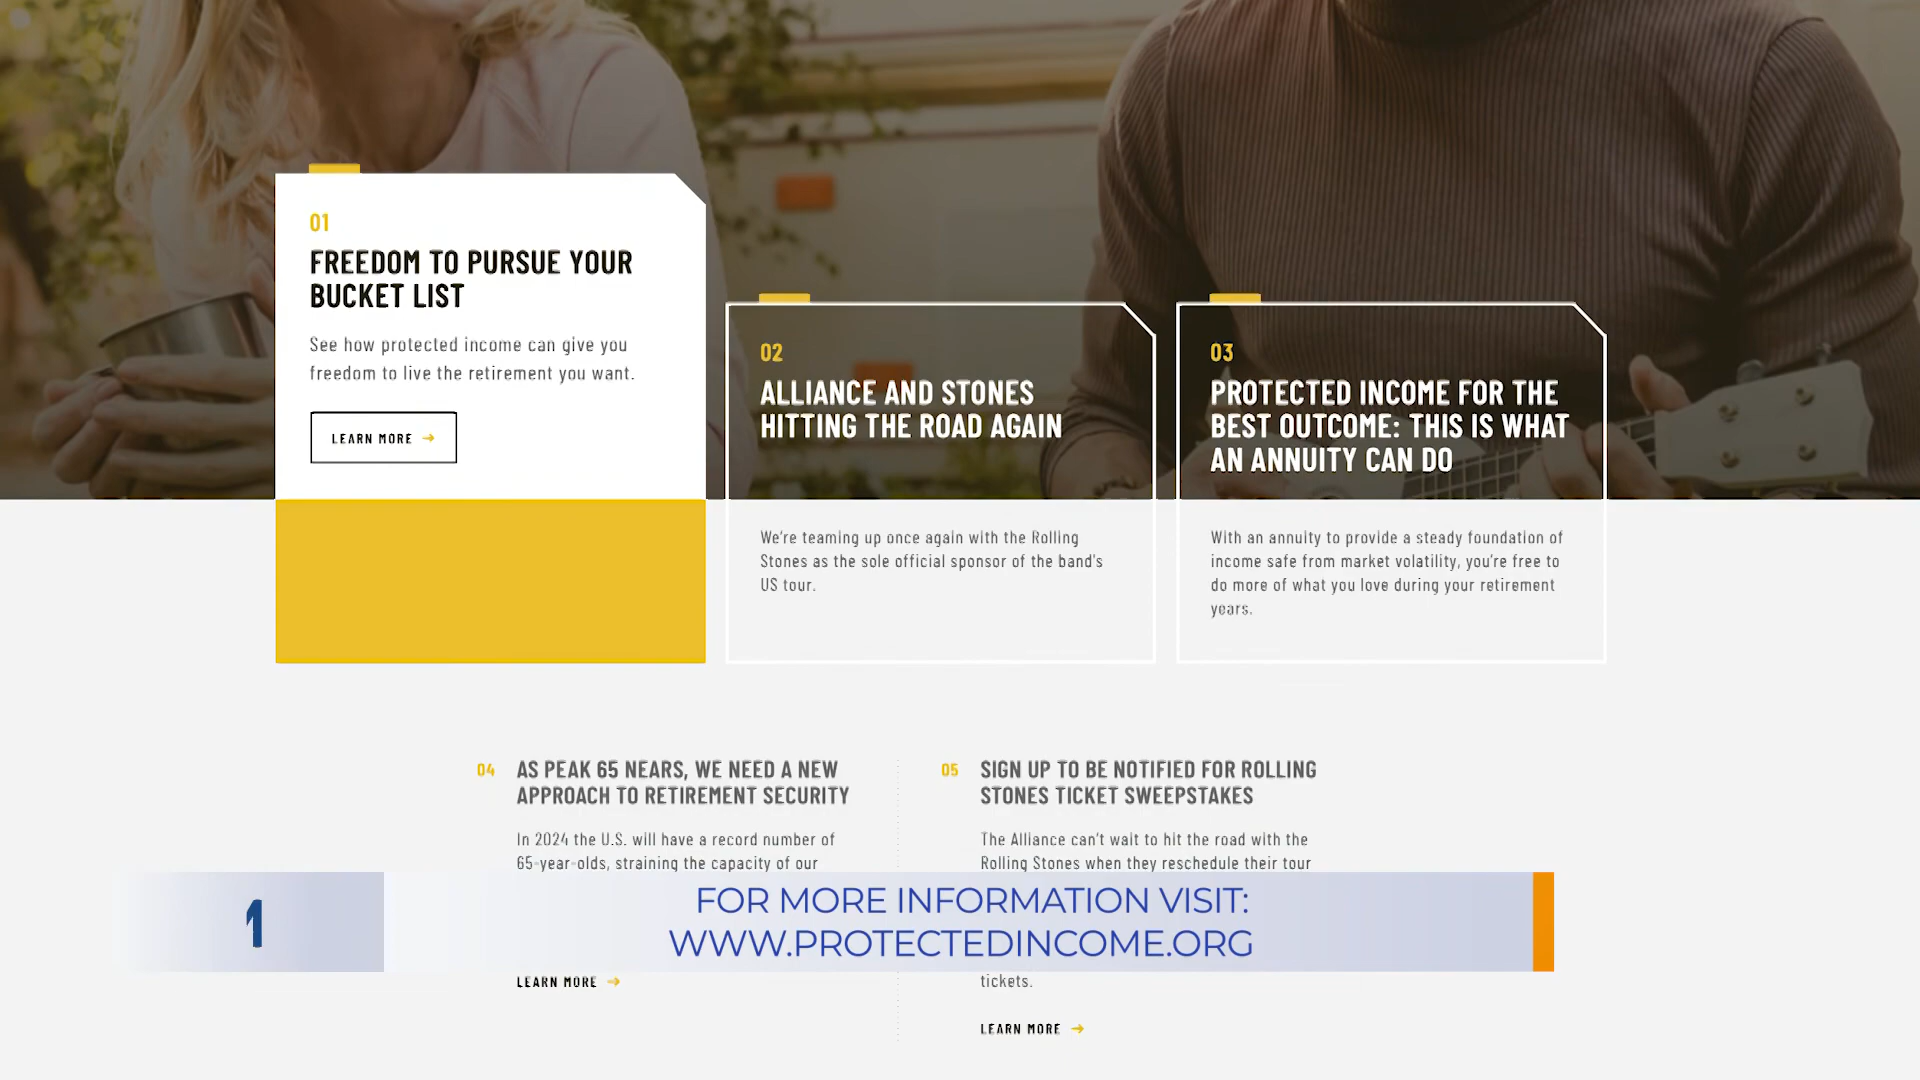 01
FREEDOM TO PURSUE YOUR
BUCKET LIST
See how protected income can give you
freedom to live the retirement you want.
LEARN MORE
02
ALLIANCE AND STONES
HITTING THE ROAD AGAIN
We're teaming up once again with the Rolling
Stones as the sole official sponsor of the band's
US tour.
03
PROTECTED INCOME FOR THE
BEST OUTCOME: THIS IS WHAT
AN ANNUITY CAN DO
With an annuity to provide a steady foundation of
income safe from market volatility, you're free to
do more of what you love during your retirement
years.
04
AS PEAK 65 NEARS, WE NEED A NEW
APPROACH TO RETIREMENT SECURITY
In 2024 the U.S. will have a record number of
65-year-olds, straining the capacity of our
LEARN MORE
05
SIGN UP TO BE NOTIFIED FOR ROLLING
STONES TICKET SWEEPSTAKES
The Alliance can't wait to hit the road with the
Rolling Stones when they reschedule their tour
tickets.
LEARN MORE
1
FOR MORE INFORMATION VISIT:
WWW.PROTECTEDINCOME.ORG